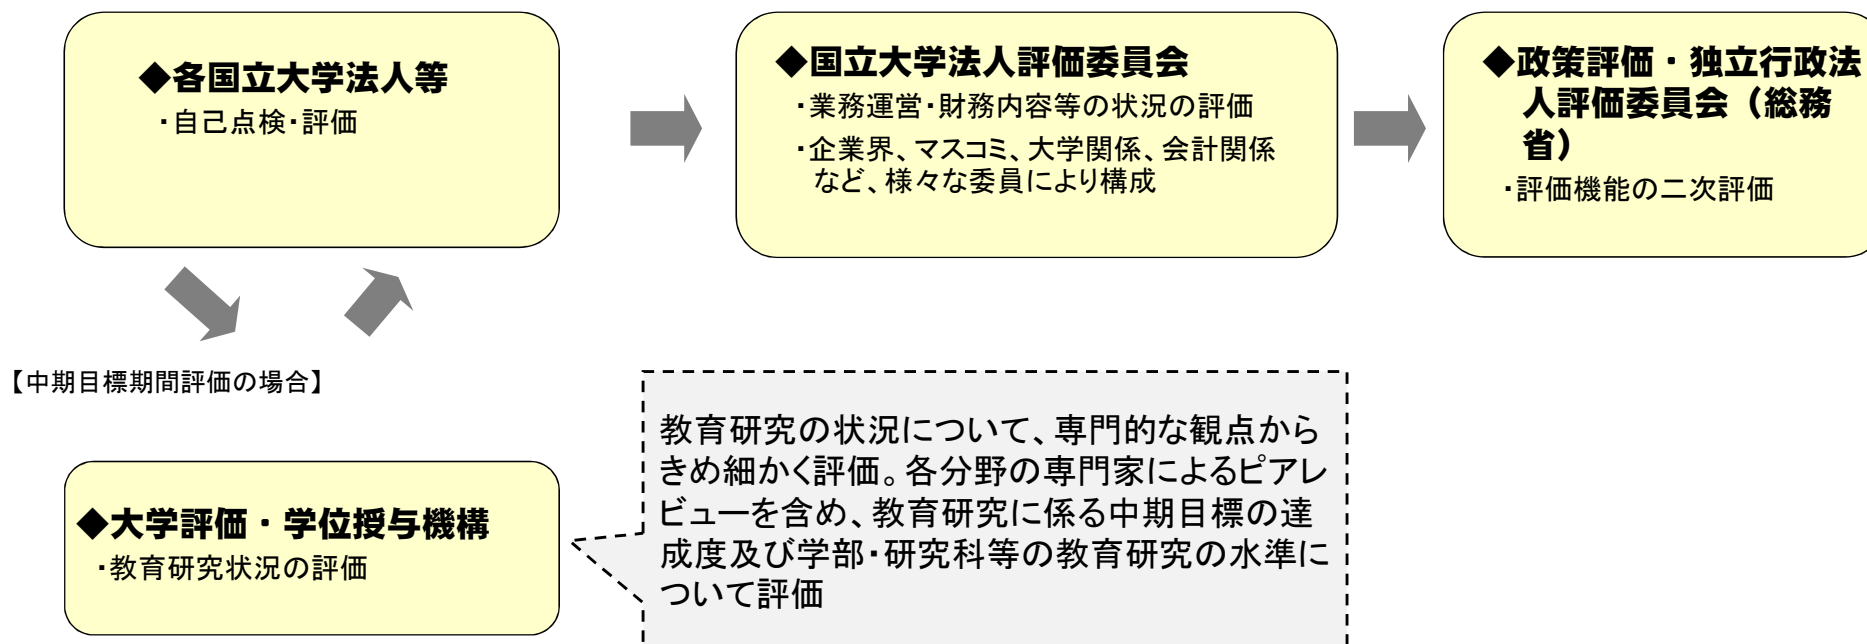 ◆各国立大学法人等
・自己点検・評価
◆国立大学法人評価委員会
・業務運営・財務内容等の状況の評価
・企業界、マスコミ、大学関係、会計関係
など、様々な委員により構成
◆政策評価・独立行政法
人評価委員会（総務
省）
・評価機能の二次評価
【中期目標期間評価の場合】
◆大学評価・学位授与機構
・教育研究状況の評価
教育研究の状況について、専門的な観点から
きめ細かく評価。各分野の専門家によるピアレ
ビューを含め、教育研究に係る中期目標の達
成度及び学部・研究科等の教育研究の水準に
ついて評価